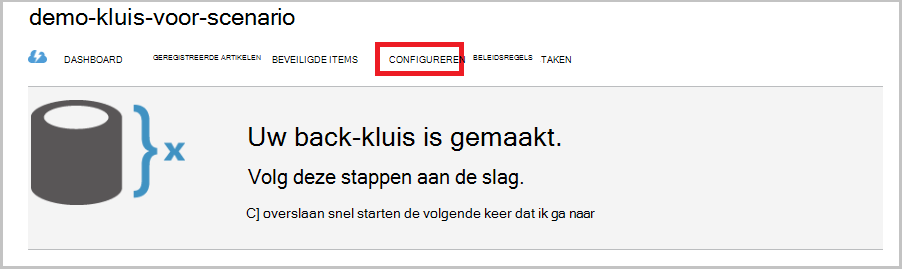 demo-kluis-voor-scenario
DASHBOARD GEREGISTREERDE ARTIKELEN BEVEILIGDE ITEMS CONFIGUREREN BELEIDSREGELS TAKEN
Uw back-kluis is gemaakt.
Volg deze stappen aan de slag.
C] overslaan snel starten de volgende keer dat ik ga naar